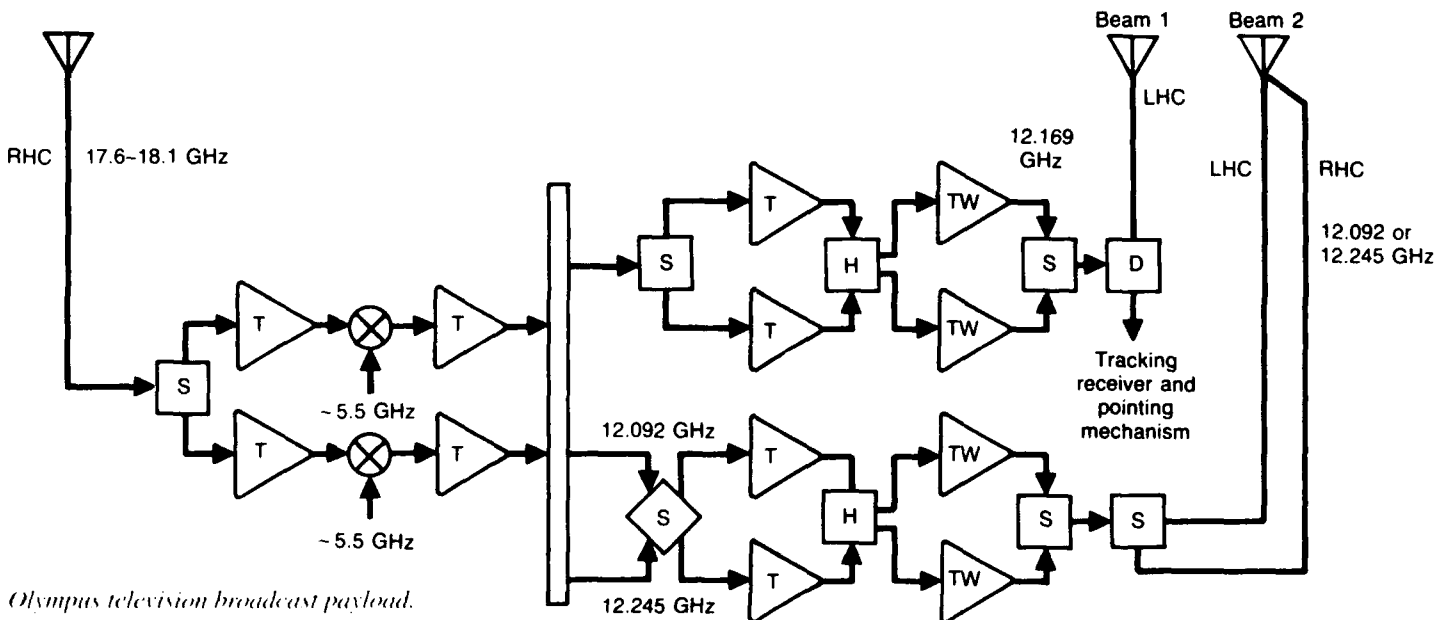 Beam 1
Beam 2
LHC
RHC
17.6~18.1 GHz
12.169
GHz
LHC
RHC
12.092 or
12.245 GHz
T
TW
S
H
S
D
T
T
T
TW
S
~5.5 GHz
Tracking
receiver and
pointing
mechanism
T
T
12.092 GHz
T
TW
~5.5 GHz
S
H
S
S
T
TW
12.245 GHz
Olympus television broadcast payload.